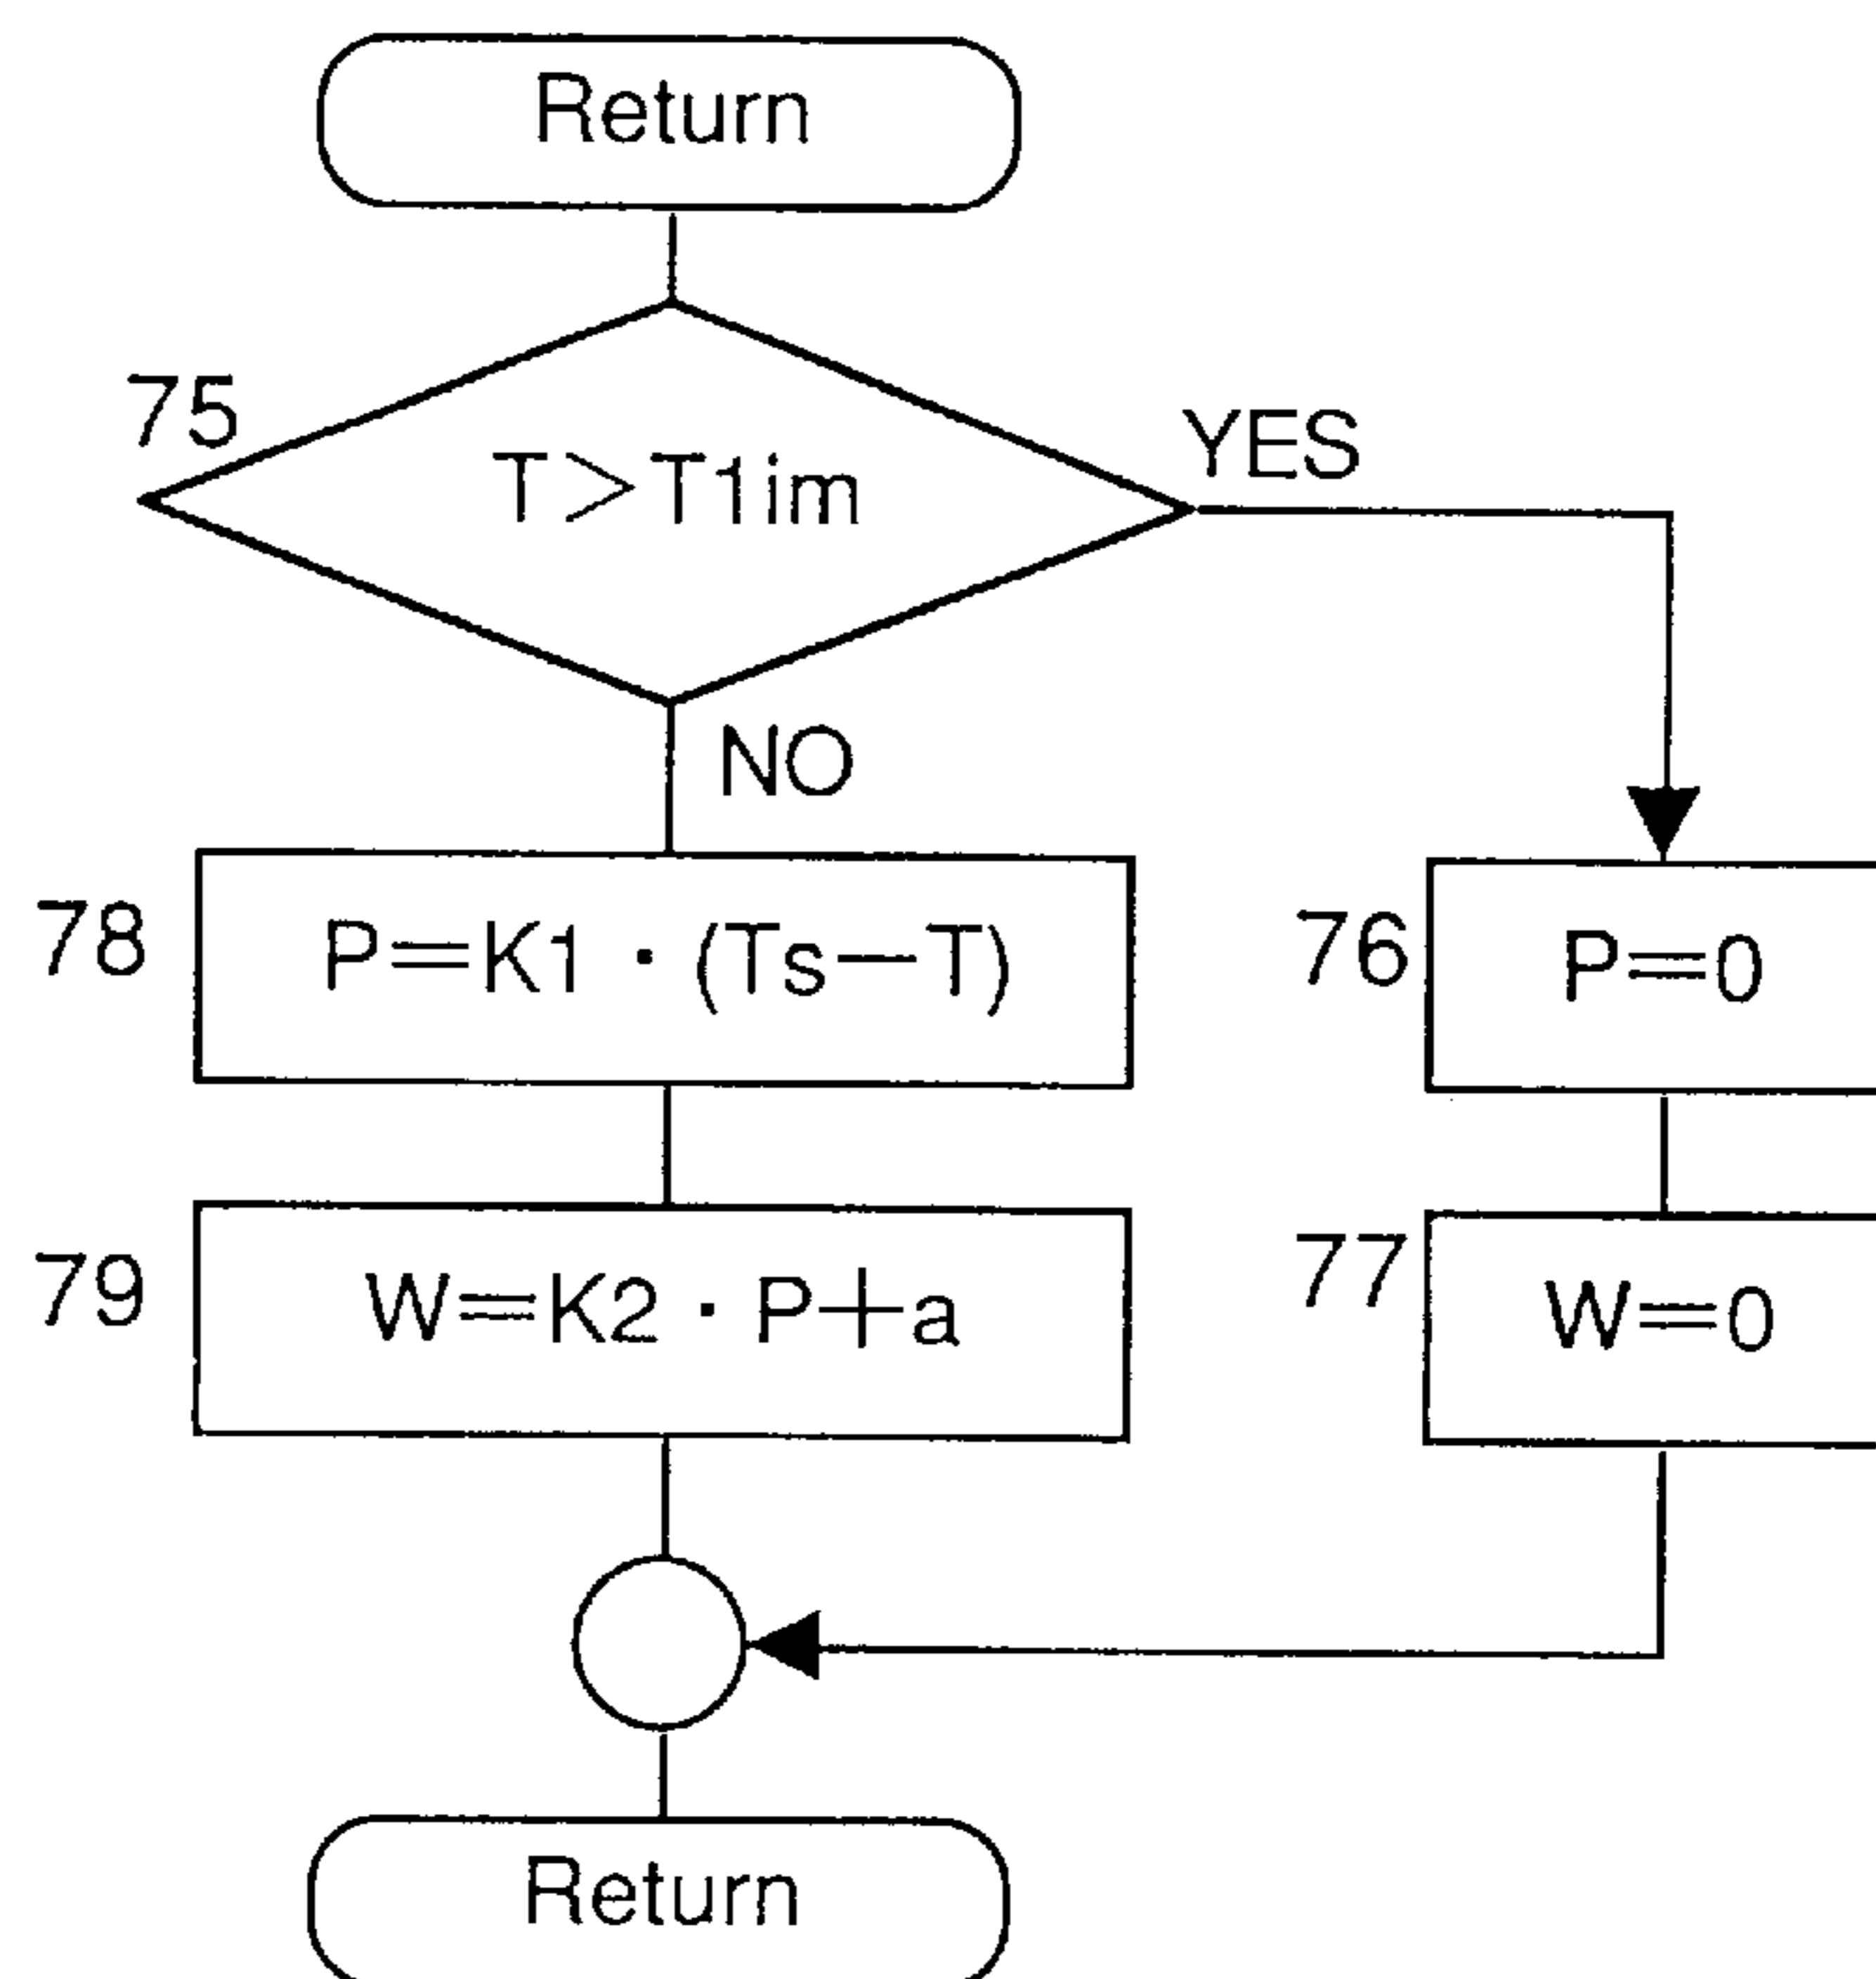 Return
75
T>T1im
YES
NO
78
P=K1・(Ts−T)
76
P=0
79
W=K2・P+a
77
W=0
Return